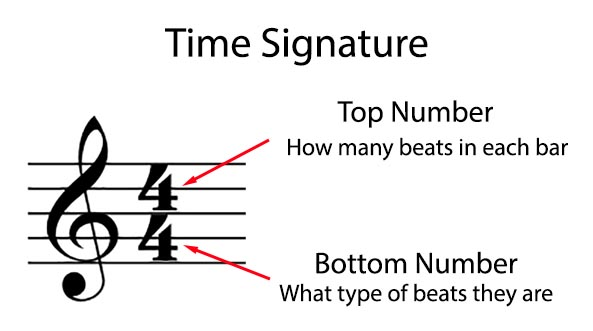 Time Signature
Top Number
How many beats in each bar
4
4
Bottom Number
What type of beats they are